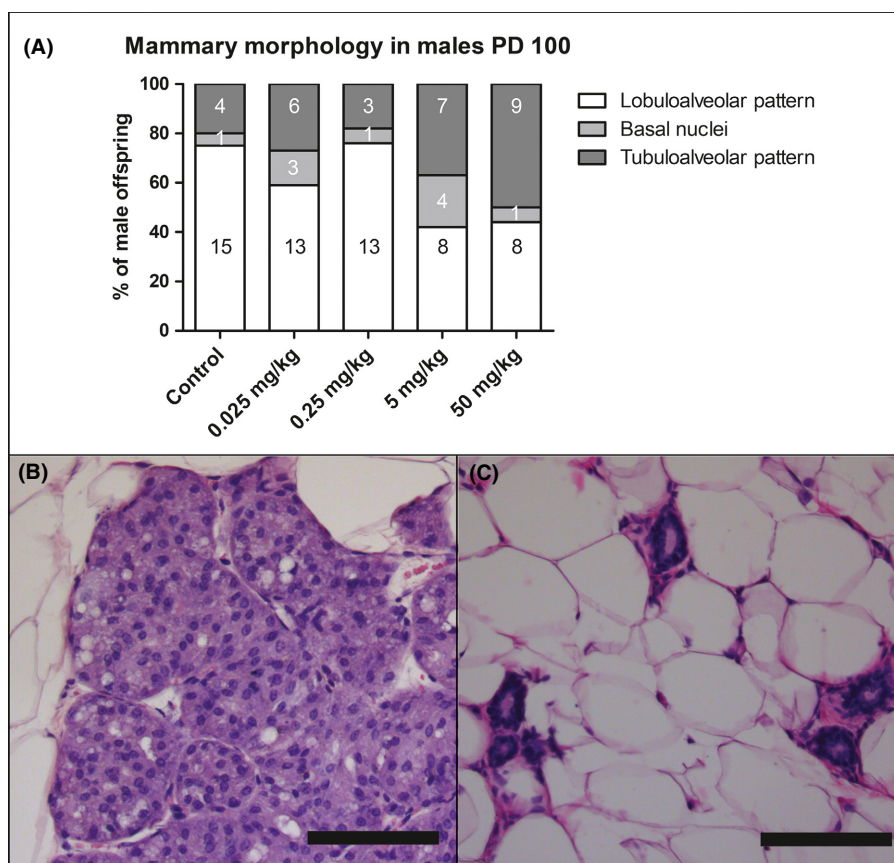 (A)
Mammary morphology in males PD 100
% of male offspring
100
80
60
40
20
0
4
1
15
6
3
13
3
1
13
7
4
8
9
1
8
Control
0.025 mg/kg
0.25 mg/kg
5 mg/kg
50 mg/kg
Lobuloalveolar pattern
Basal nuclei
Tubuloalveolar pattern
(B)
(C)